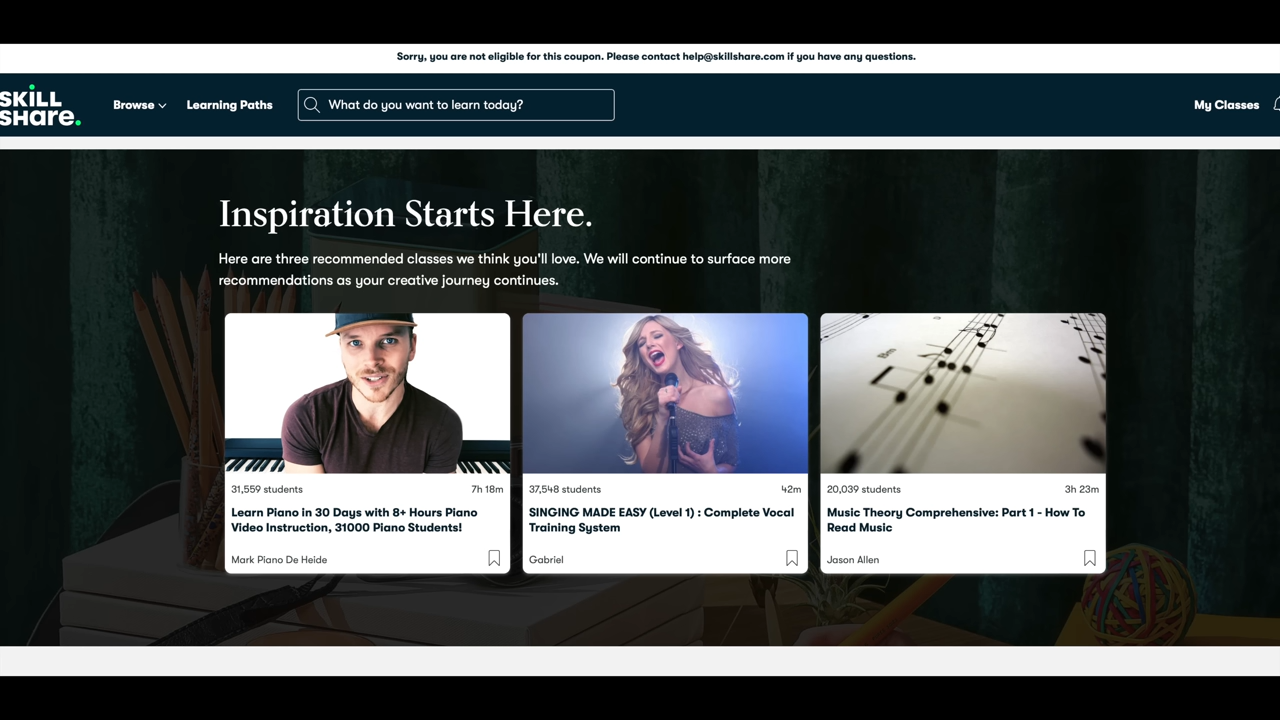 Sorry, you are not eligible for this coupon. Please contact help@skillshare.com if you have any questions.
SKILL
SHare.
Browse
Learning Paths
What do you want to learn today?
My Classes
Inspiration Starts Here.
Here are three recommended classes we think you'll love. We will continue to surface more
recommendations as your creative journey continues.
31,559 students
7h 18m
Learn Piano in 30 Days with 8+ Hours Piano
Video Instruction, 31000 Piano Students!
Mark Piano De Heide
37,548 students
42m
SINGING MADE EASY (Level 1) : Complete Vocal
Training System
Gabriel
20,039 students
3h 23m
Music Theory Comprehensive: Part 1 - How To
Read Music
Jason Allen